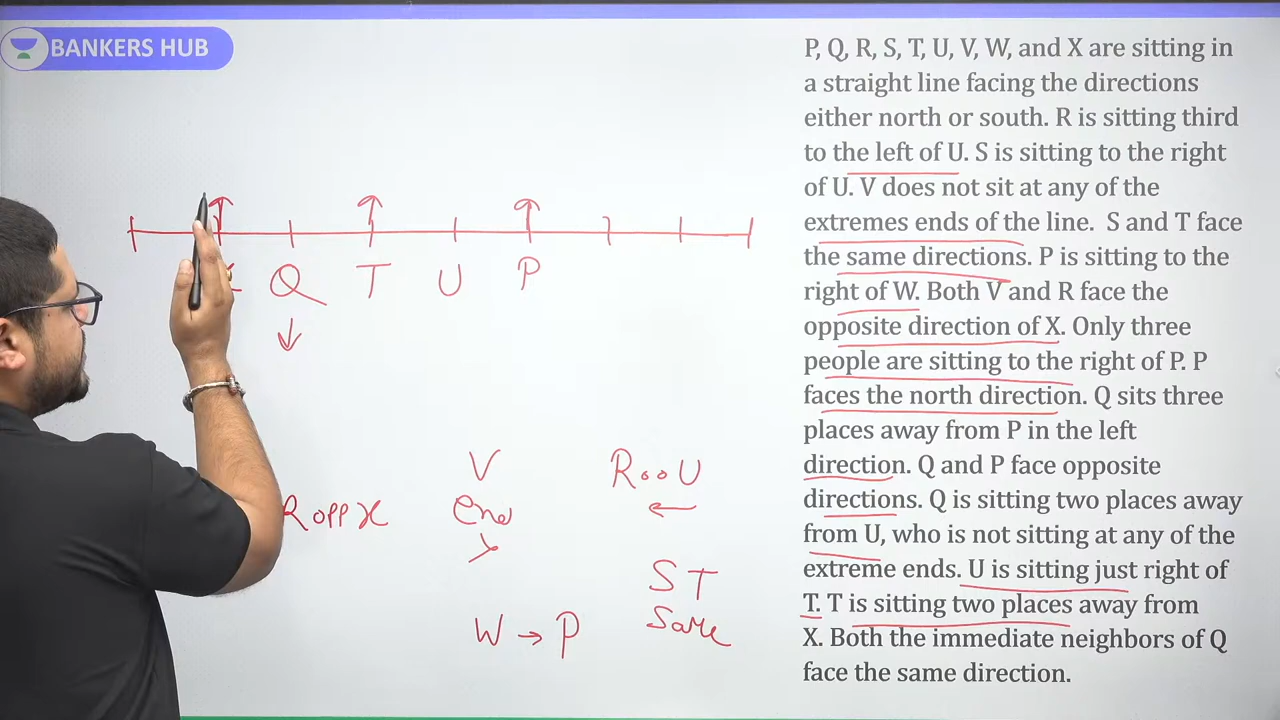 BANKERS HUB
P, Q, R, S, T, U, V, W, and X are sitting in
a straight line facing the directions
either north or south. R is sitting third
to the left of U. S is sitting to the right
of U. V does not sit at any of the
extremes ends of the line. S and T face
the same directions. P is sitting to the
right of W. Both V and R face the
opposite direction of X. Only three
people are sitting to the right of P. P
faces the north direction. Q sits three
places away from P in the left
direction. Q and P face opposite
directions. Q is sitting two places away
from U, who is not sitting at any of the
extreme ends. U is sitting just right of
T. T is sitting two places away from
X. Both the immediate neighbors of Q
face the same direction.
Q T U P
V
R o o U
R opp X
end
S T
Same
W → P